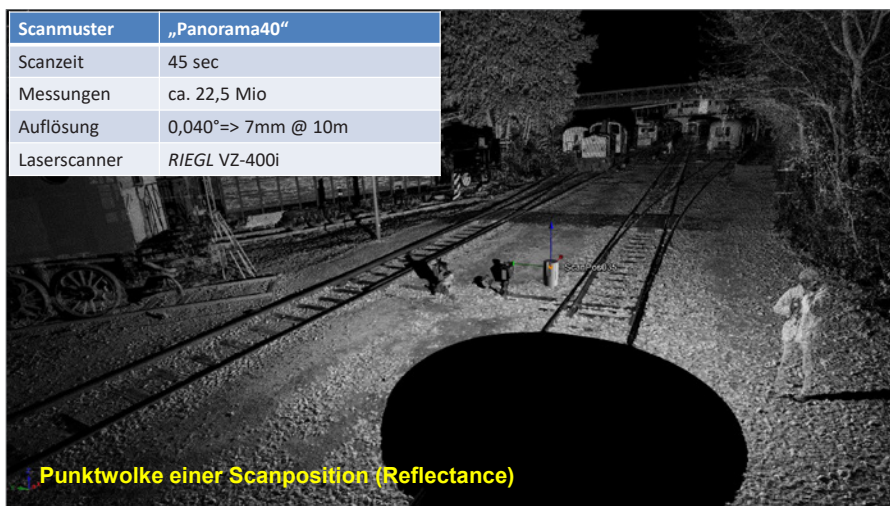 Scanmuster „Panorama40“
Scanzeit 45 sec
Messungen ca. 22,5 Mio
Auflösung 0,040°=> 7mm @ 10m
Laserscanner RIEGL VZ-400i
ScanPos035
Punktwolke einer Scanposition (Reflectance)